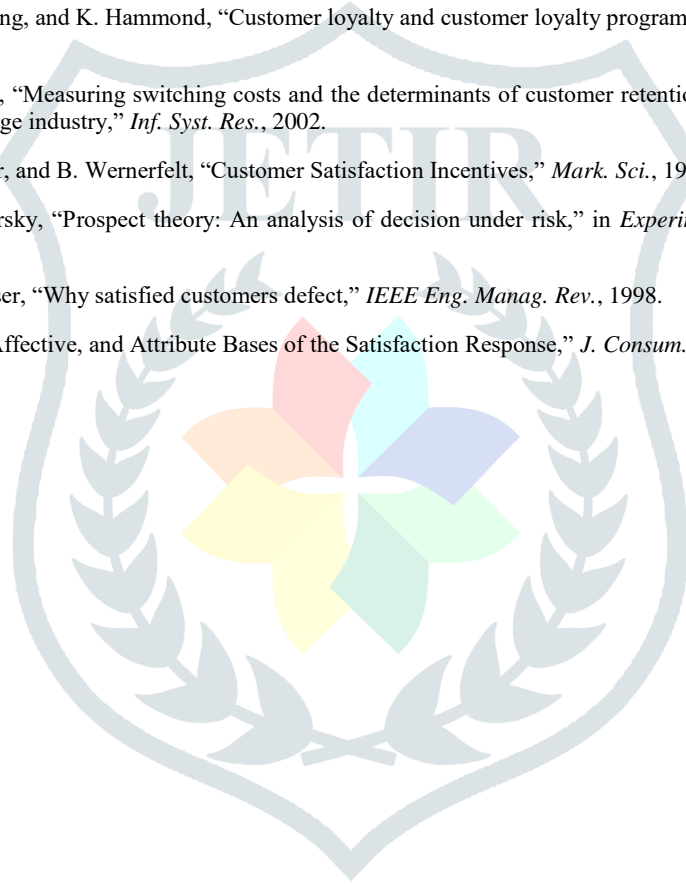 ng, and K. Hammond, “Customer loyalty and customer loyalty program
, “Measuring switching costs and the determinants of customer retentio
ge industry,” Inf. Syst. Res., 2002.
r, and B. Wernerfelt, “Customer Satisfaction Incentives,” Mark. Sci., 19
rsky, “Prospect theory: An analysis of decision under risk,” in Experi
ser, “Why satisfied customers defect,” IEEE Eng. Manag. Rev., 1998.
Affective, and Attribute Bases of the Satisfaction Response,” J. Consum.
JETIR